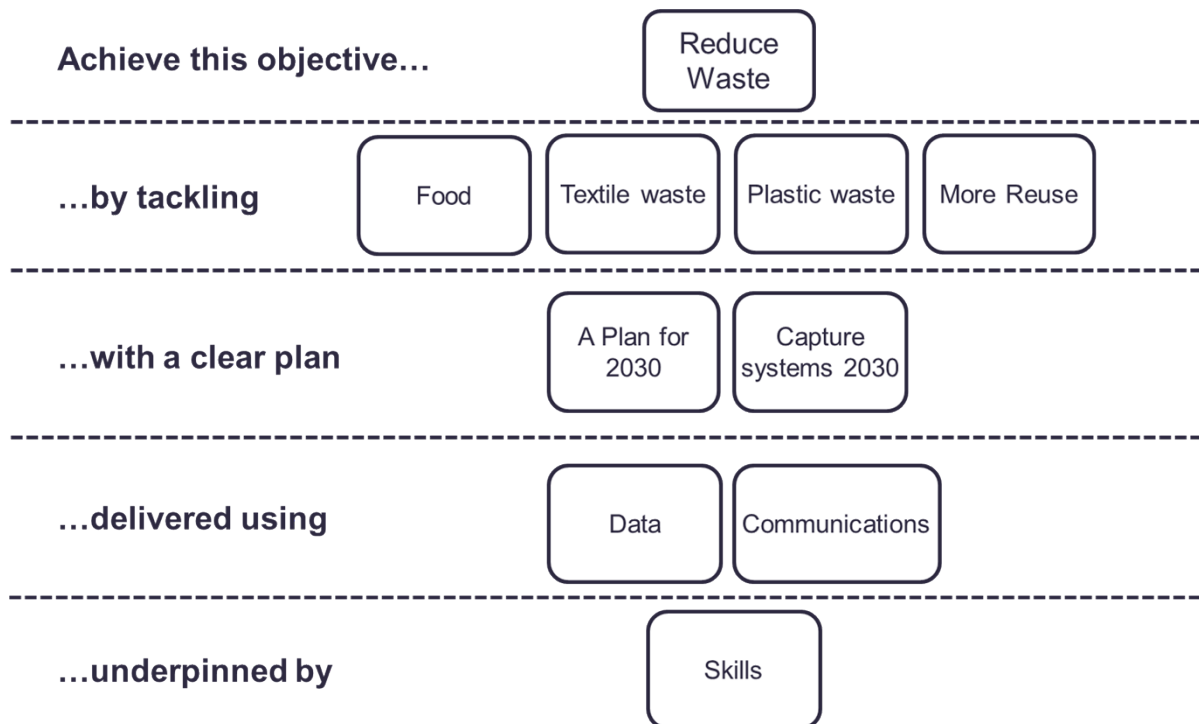 Achieve this objective…
Reduce
Waste
…by tackling
Food
Textile waste
Plastic waste
More Reuse
…with a clear plan
A Plan for
2030
Capture
systems 2030
…delivered using
Data
Communications
…underpinned by
Skills